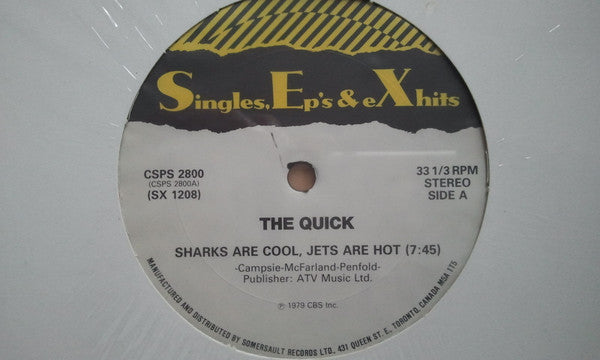 Singles, Ep's & eX hits
CSPS 2800
(CSPS 2800A)
(SX 1208)
33 1/3 RPM
STEREO
SIDE A
THE QUICK
SHARKS ARE COOL, JETS ARE HOT (7:45)
-Campsie-McFarland-Penfold-
Publisher: ATV Music Ltd.
℗ 1979 CBS Inc.
MANUFACTURED AND DISTRIBUTED BY SOMERSAULT RECORDS LTD., 431 QUEEN ST. E., TORONTO, CANADA M5A 1T5